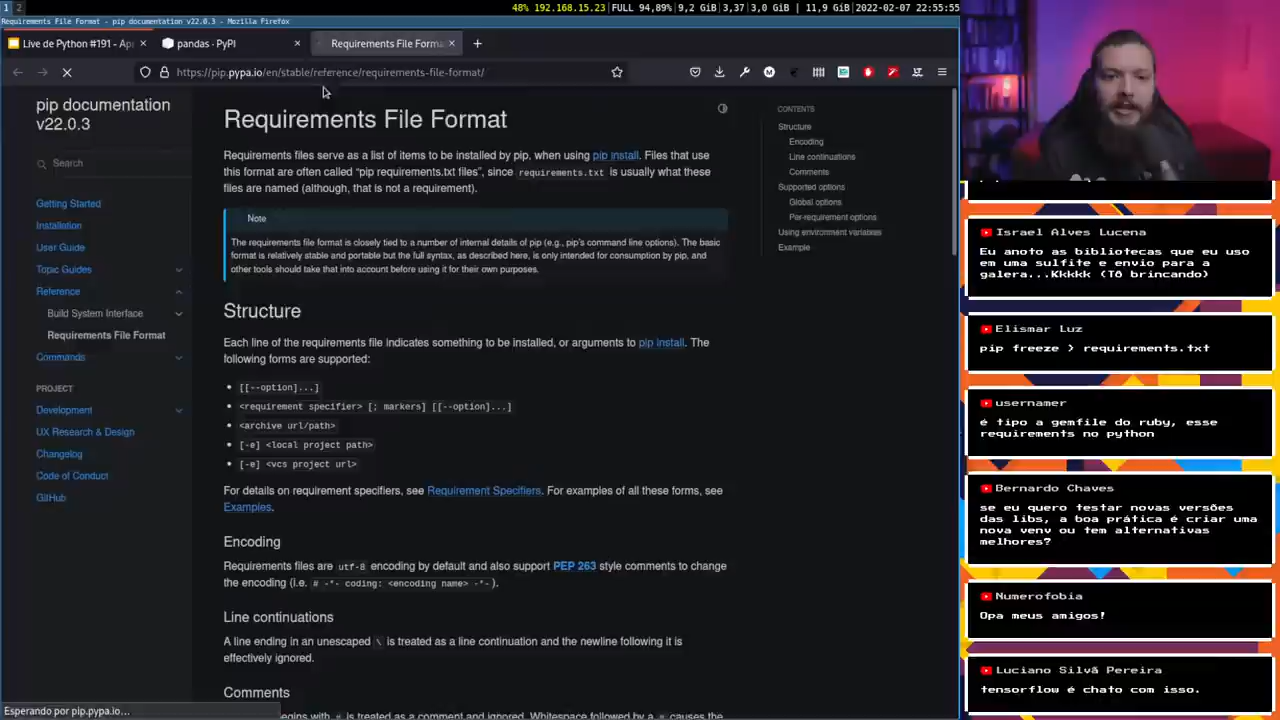 1 2
48% 192.168.15.23|FULL 94,89%|9,2 GiB|3,37|3,0 GiB|| 11,9 GiB|2022-02-07 22:55:55
Requirements File Format - pip documentation v22.0.3 - Mozilla Firefox
Live de Python #191 - Ap
pandas · PyPI
Requirements File Forma
https://pip.pypa.io/en/stable/reference/requirements-file-format/
pip documentation
v22.0.3
Search
Getting Started
Installation
User Guide
Topic Guides
Reference
Build System Interface
Requirements File Format
Commands
PROJECT
Development
UX Research & Design
Changelog
Code of Conduct
GitHub
Requirements File Format
Requirements files serve as a list of items to be installed by pip, when using pip install. Files that use
this format are often called “pip requirements.txt files”, since requirements.txt is usually what these
files are named (although, that is not a requirement).
Note
The requirements file format is closely tied to a number of internal details of pip (e.g., pip's command line options). The basic
format is relatively stable and portable but the full syntax, as described here, is only intended for consumption by pip, and
other tools should take that into account before using it for their own purposes.
Structure
Each line of the requirements file indicates something to be installed, or arguments to pip install. The
following forms are supported:
[[--option]...]
<requirement specifier> [; markers] [[--option]...]
<archive url/path>
[-e] <local project path>
[-e] <vcs project url>
For details on requirement specifiers, see Requirement Specifiers. For examples of all these forms, see
Examples.
Encoding
Requirements files are utf-8 encoding by default and also support PEP 263 style comments to change
the encoding (i.e. # -*- coding: <encoding name> -*-).
Line continuations
A line ending in an unescaped \ is treated as a line continuation and the newline following it is
effectively ignored.
Comments
egins with # is treated as a comment and ignored. Whitespace followed by a # causes the
Esperando por pip.pypa.io…
CONTENTS
Structure
Encoding
Line continuations
Comments
Supported options
Global options
Per-requirement options
Using environment variables
Example
Israel Alves Lucena
Eu anoto as bibliotecas que eu uso
em uma sulfite e envio para a
galera...Kkkkk (Tô brincando)
Elismar Luz
pip freeze > requirements.txt
usernamer
é tipo a gemfile do ruby, esse
requirements no python
Bernardo Chaves
se eu quero testar novas versões
das libs, a boa prática é criar uma
nova venv ou tem alternativas
melhores?
Numerofobia
Opa meus amigos!
Luciano Silvã Pereira
tensorflow é chato com isso.